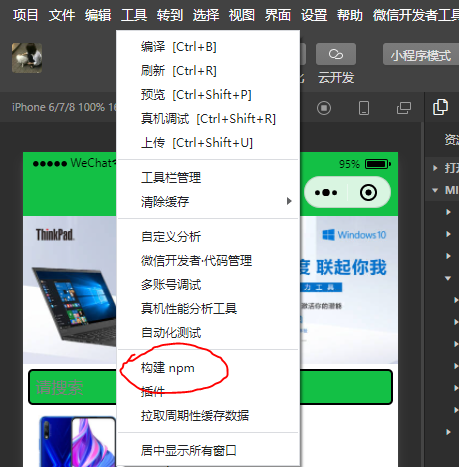 项目 文件 编辑 工具 转到 选择 视图 界面 设置 帮助 微信开发者工具
编译 [Ctrl+B]
刷新 [Ctrl+R]
预览 [Ctrl+Shift+P]
真机调试 [Ctrl+Shift+R]
上传 [Ctrl+Shift+U]
工具栏管理
清除缓存
自定义分析
微信开发者·代码管理
多账号调试
真机性能分析工具
自动化测试
构建 npm
插件
拉取周期性缓存数据
居中显示所有窗口
云开发
小程序模式
iPhone 6/7/8 100% 16
WeChat
95%
ThinkPad
Windows 10
度 联起你我
力工具
资源
打开
MI